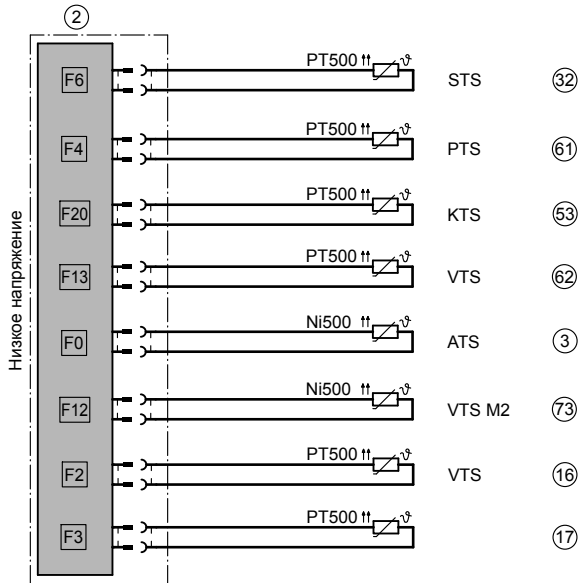 2
Низкое напряжение
F6 PT500 ϑ STS 32
F4 PT500 ϑ PTS 61
F20 PT500 ϑ KTS 53
F13 PT500 ϑ VTS 62
F0 Ni500 ϑ ATS 3
F12 Ni500 ϑ VTS M2 73
F2 PT500 ϑ VTS 16
F3 PT500 ϑ 17